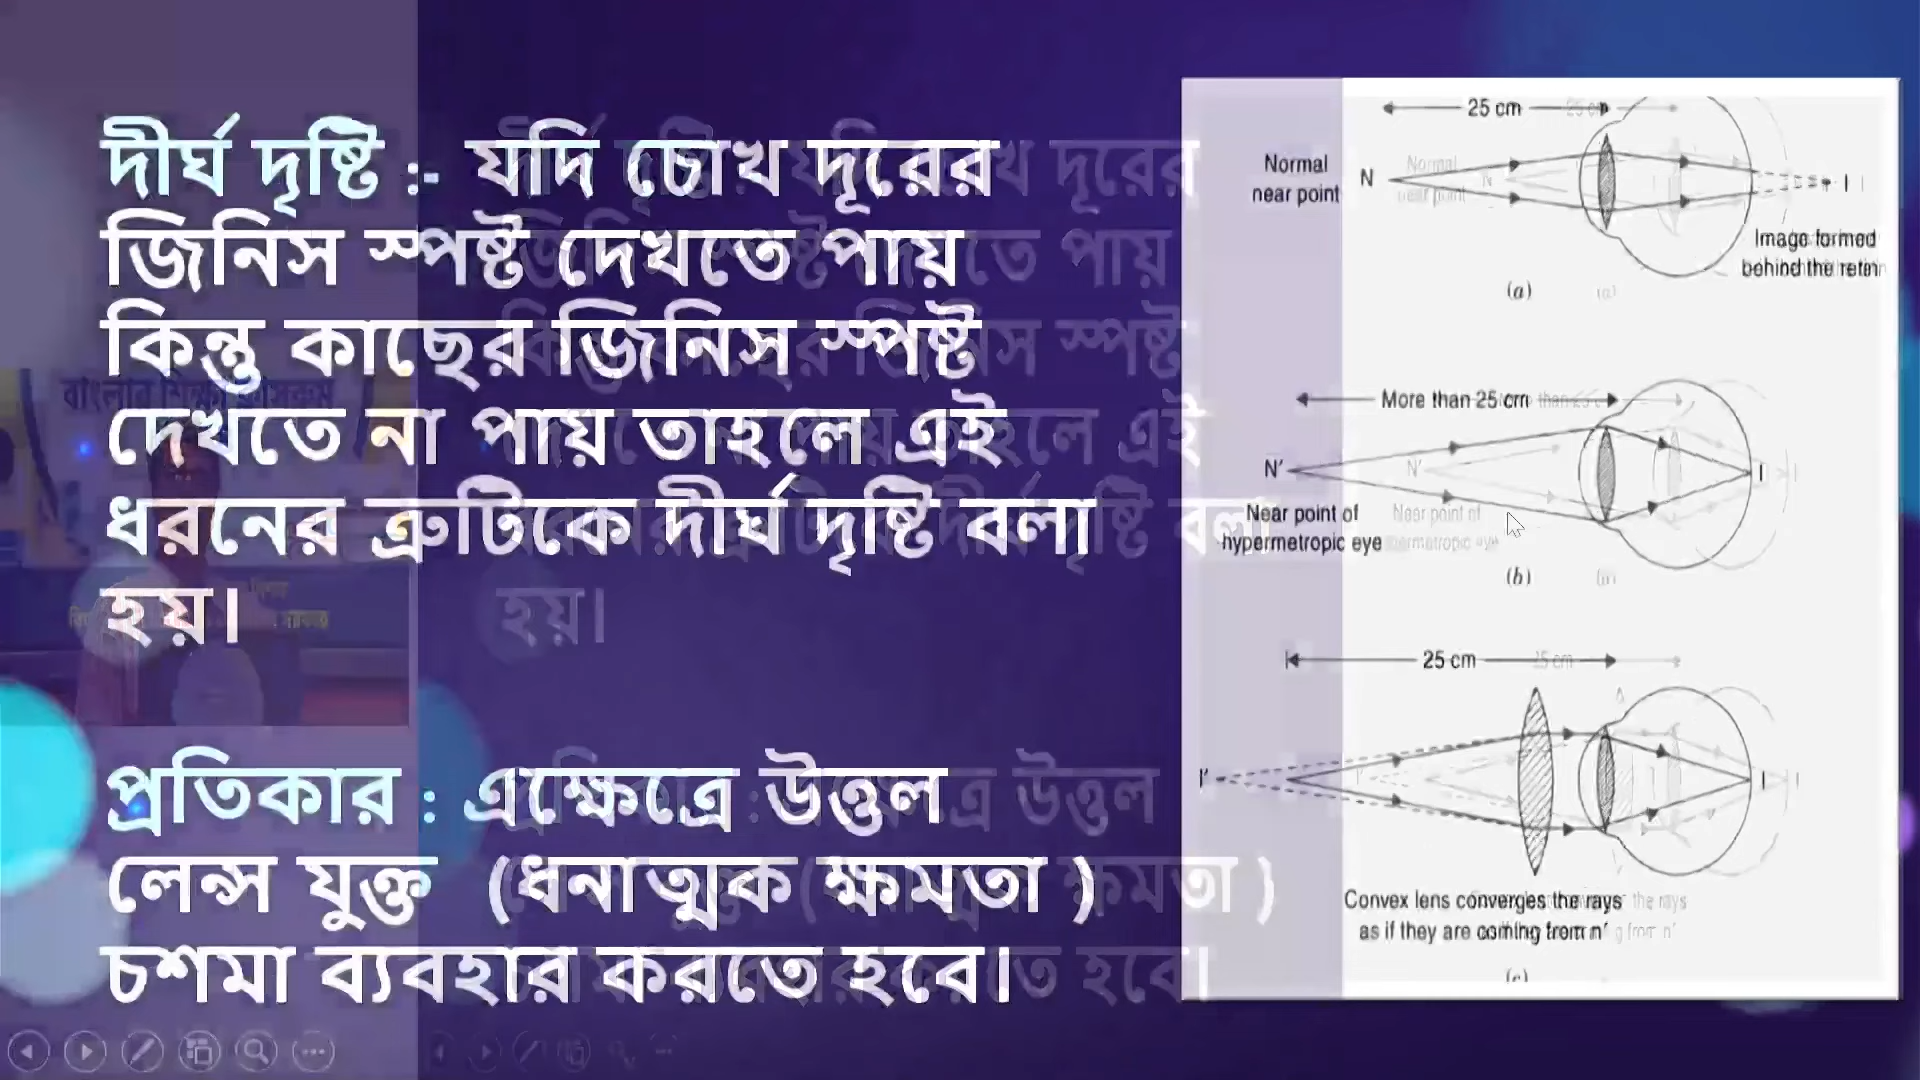 দীর্ঘ দৃষ্টি :- যদি চোখ দূরের
জিনিস স্পষ্ট দেখতে পায়
কিন্তু কাছের জিনিস স্পষ্ট
দেখতে না পায় তাহলে এই
ধরনের ত্রুটিকে দীর্ঘ দৃষ্টি বলা
হয়।
প্রতিকার : এক্ষেত্রে উত্তল
লেন্স যুক্ত (ধনাত্মক ক্ষমতা )
চশমা ব্যবহার করতে হবে।
25 cm
Normal
near point
N
I
Image formed
behind the retin
(a)
More than 25 cm
N'
I
Near point of
hypermetropic eye
(b)
25 cm
I'
I
Convex lens converges the rays
as if they are coming from n'
(c)
বাংলার শিক্ষা